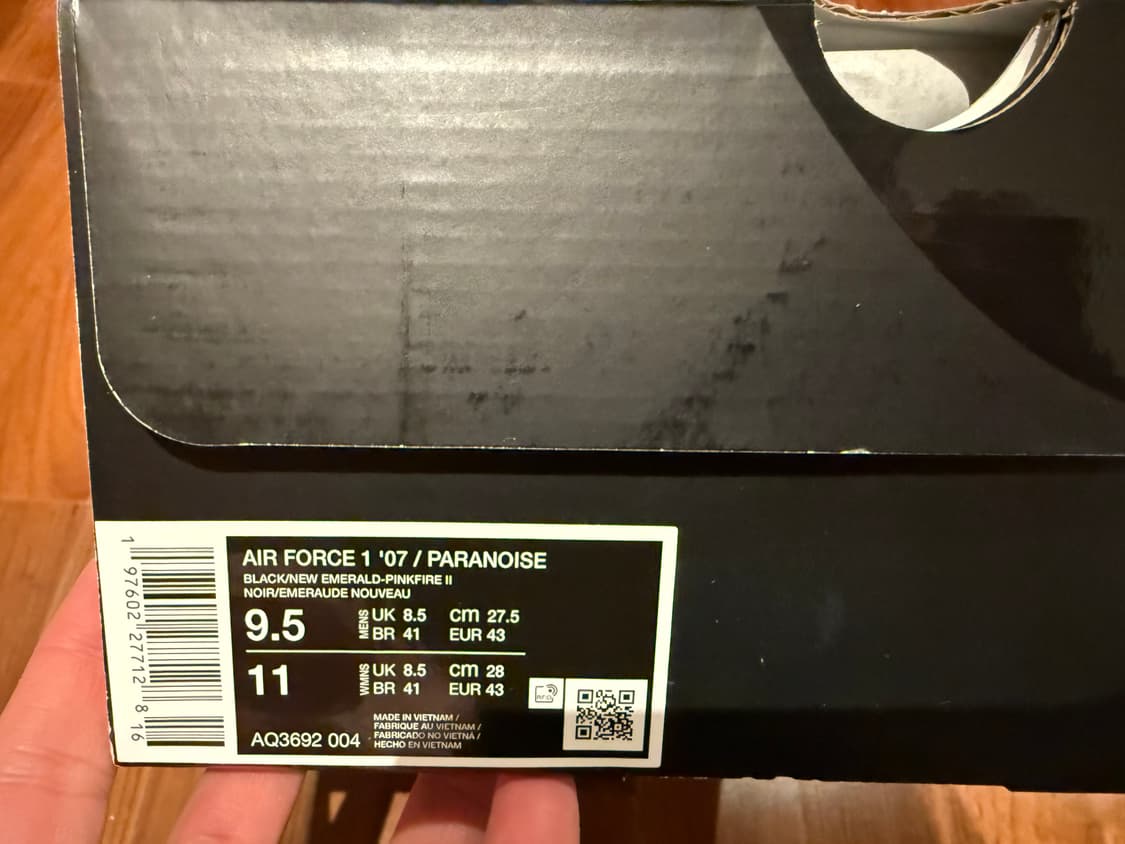 AIR FORCE 1 '07 / PARANOISE
BLACK/NEW EMERALD-PINKFIRE II
NOIR/EMERAUDE NOUVEAU
9.5 MENS UK 8.5 CM 27.5
BR 41 EUR 43
11 WMNS UK 8.5 CM 28
BR 41 EUR 43
AQ3692 004
MADE IN VIETNAM /
FABRIQUE AU VIETNAM /
FABRICADO NO VIETNÁ /
HECHO EN VIETNAM
1 97602 27712 8 16